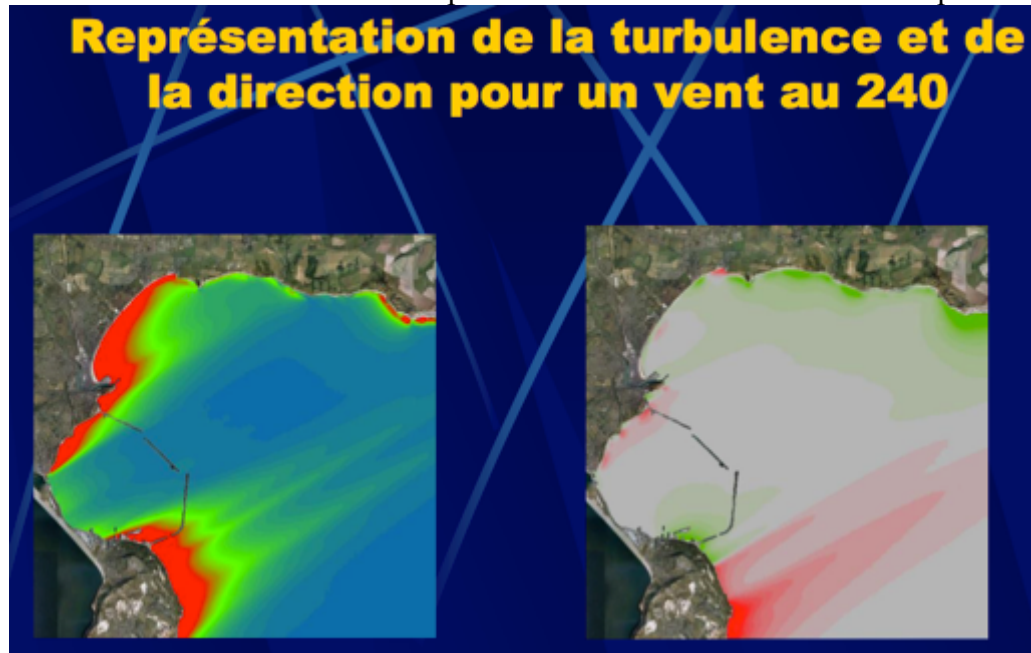 Représentation de la turbulence et de
la direction pour un vent au 240